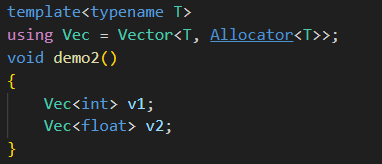 template<typename T>
using Vec = Vector<T, Allocator<T>>;
void demo2()
{
    Vec<int> v1;
    Vec<float> v2;
}